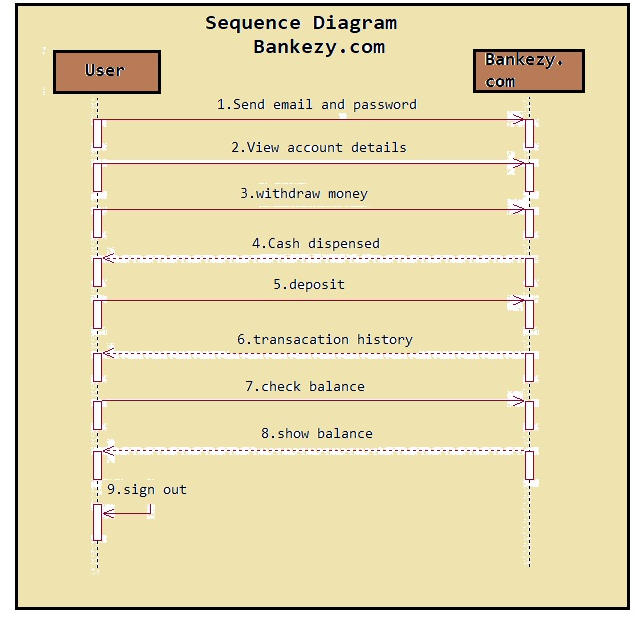 Sequence Diagram
Bankezy.com
User
Bankezy.
com
1.Send email and password
2.View account details
3.withdraw money
4.Cash dispensed
5.deposit
6.transacation history
7.check balance
8.show balance
9.sign out